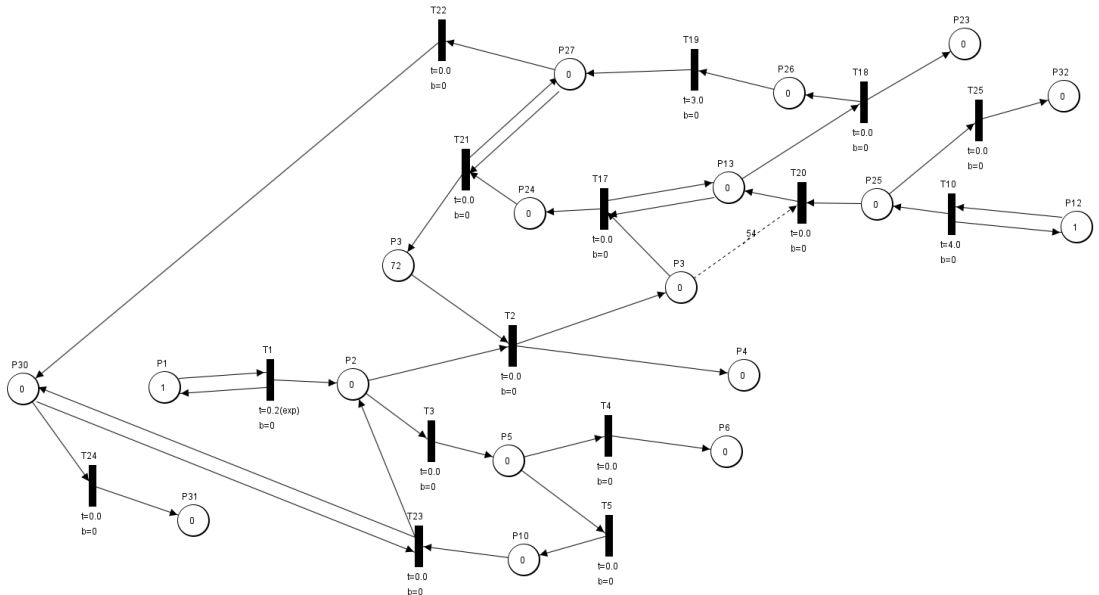 T22
t=0.0
b=0
P27
0
T19
t=3.0
b=0
P26
0
T18
t=0.0
b=0
P23
0
T25
t=0.0
b=0
P32
0
T21
t=0.0
b=0
P24
0
T17
t=0.0
b=0
P13
0
T20
t=0.0
b=0
P25
0
T10
t=4.0
b=0
P12
1
P3
72
54
P3
0
T2
t=0.0
b=0
P4
0
P30
0
P1
1
T1
t=0.2(exp)
b=0
P2
0
T3
t=0.0
b=0
P5
0
T4
t=0.0
b=0
P6
0
T24
t=0.0
b=0
P31
0
T23
t=0.0
b=0
P10
0
T5
t=0.0
b=0